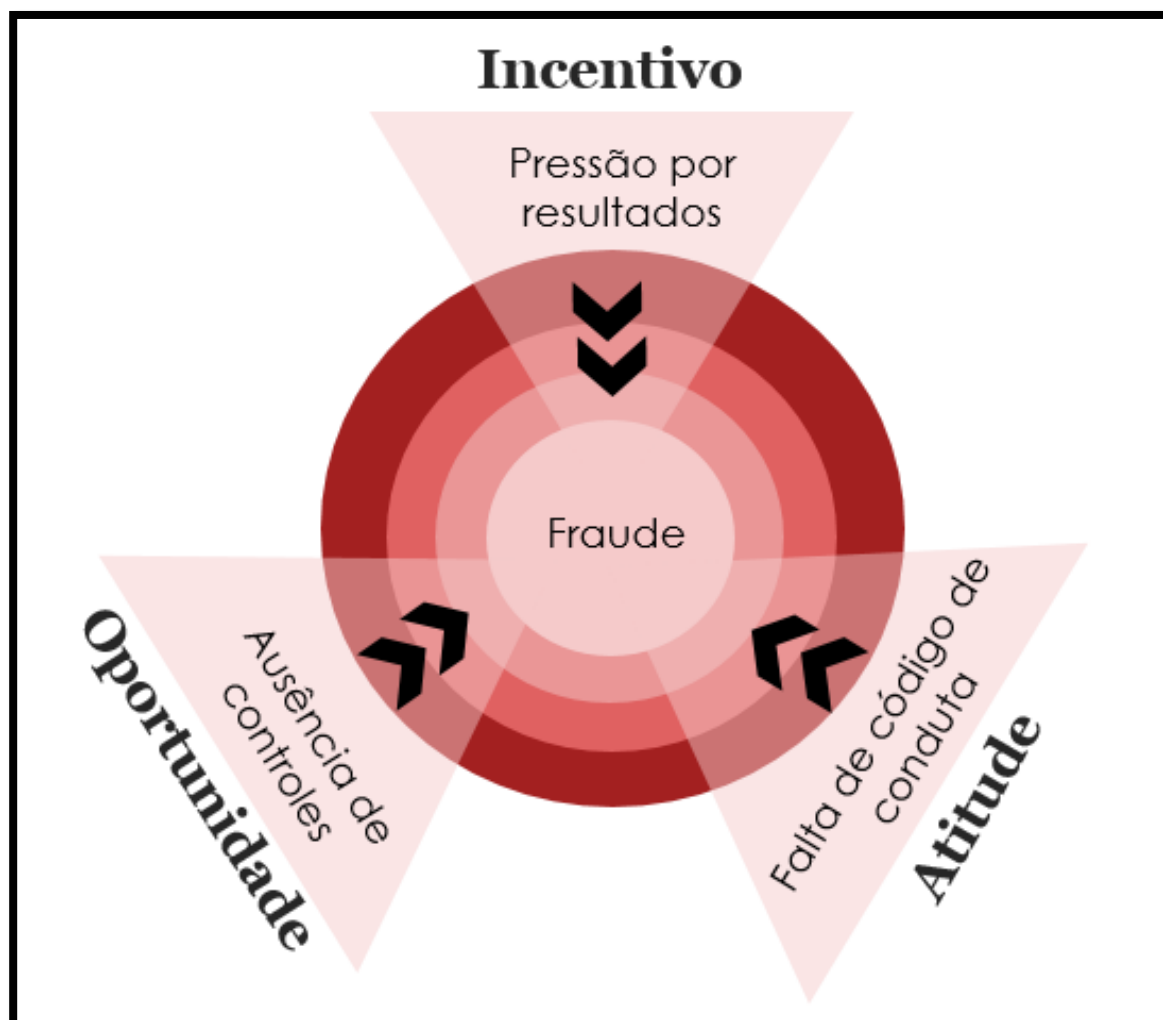 Incentivo
Pressão por
resultados
Fraude
Oportunidade
Ausência de
controles
Falta de código de
conduta
Atitude